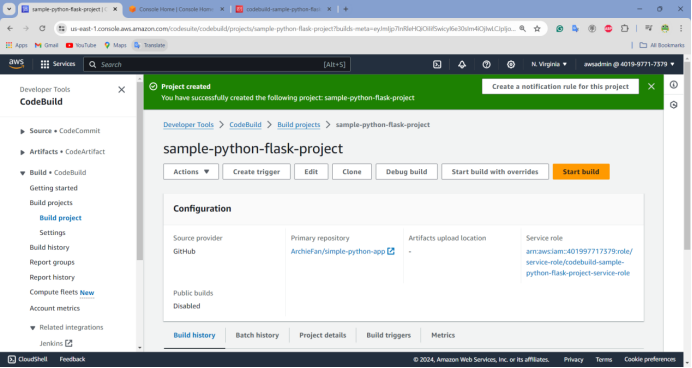 sample-python-flask-project | C
Console Home | Console Home
codebuild-sample-python-flask
us-east-1.console.aws.amazon.com/codesuite/codebuild/projects/sample-python-flask-project?builds-meta=
Apps
Gmail
YouTube
Maps
Translate
All Bookmarks
aws
Services
Search
[Alt+S]
N. Virginia
awsadmin @ 4019-9771-7379
Developer Tools
CodeBuild
Source • CodeCommit
Artifacts • CodeArtifact
Build • CodeBuild
Getting started
Build projects
Build project
Settings
Build history
Report groups
Report history
Compute fleets New
Account metrics
Related integrations
Jenkins
Project created
You have successfully created the following project: sample-python-flask-project
Create a notification rule for this project
Developer Tools > CodeBuild > Build projects > sample-python-flask-project
sample-python-flask-project
Actions
Create trigger
Edit
Clone
Debug build
Start build with overrides
Start build
Configuration
Source provider
GitHub
Primary repository
ArchieFan/simple-python-app
Artifacts upload location
-
Service role
arn:aws:iam::401997717379:role/
service-role/codebuild-sample-
python-flask-project-service-role
Public builds
Disabled
Build history
Batch history
Project details
Build triggers
Metrics
CloudShell
Feedback
© 2024, Amazon Web Services, Inc. or its affiliates.
Privacy
Terms
Cookie preferences